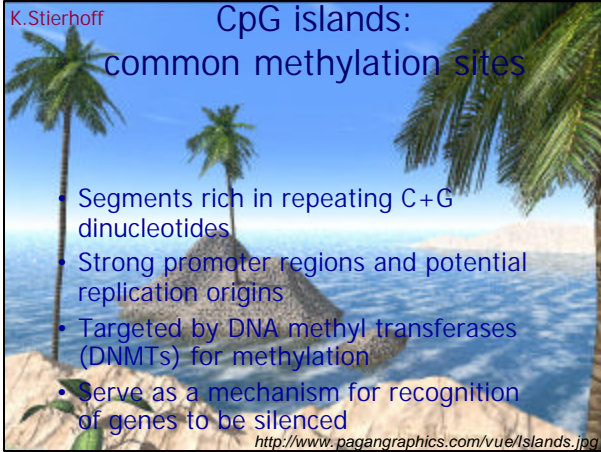 K.Stierhoff
CpG islands:
common methylation sites
• Segments rich in repeating C+G
dinucleotides
• Strong promoter regions and potential
replication origins
• Targeted by DNA methyl transferases
(DNMTs) for methylation
• Serve as a mechanism for recognition
of genes to be silenced
http://www.pagangraphics.com/vue/Islands.jpg